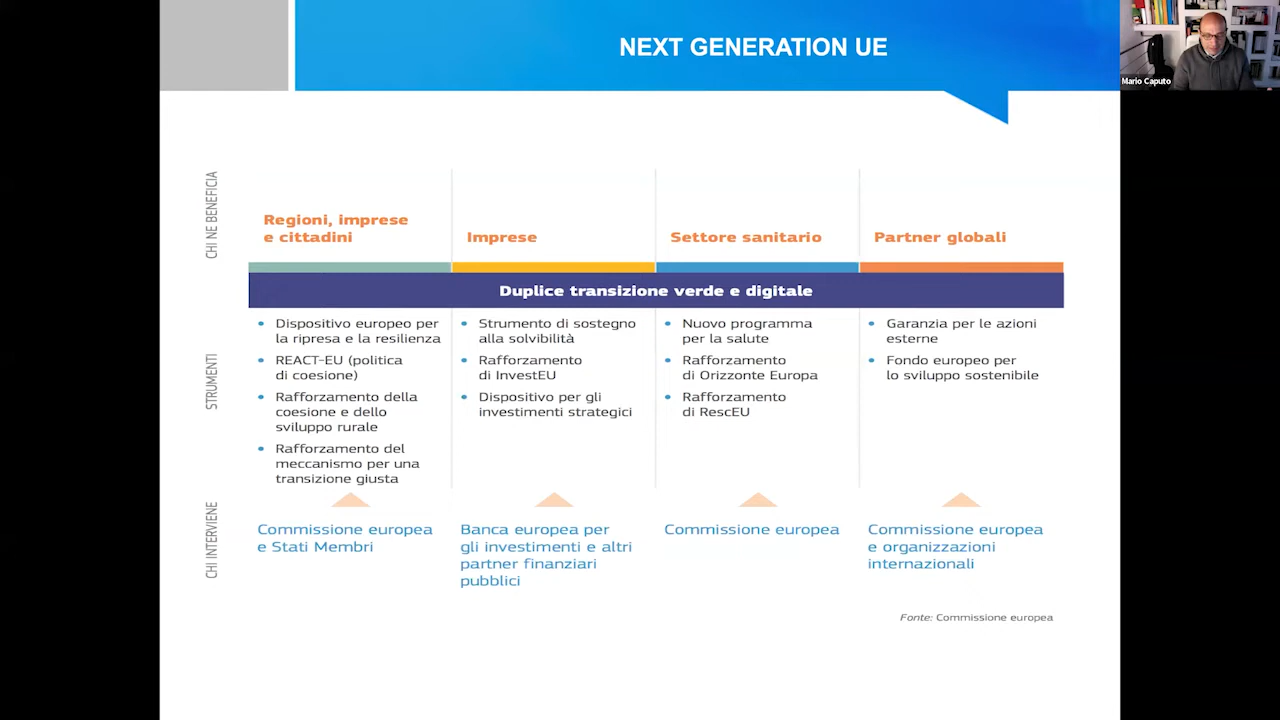 NEXT GENERATION UE
Mario Caputo
CHI NE BENEFICIA
Regioni, imprese
e cittadini
Imprese
Settore sanitario
Partner globali
Duplice transizione verde e digitale
STRUMENTI
• Dispositivo europeo per
la ripresa e la resilienza
• REACT-EU (politica
di coesione)
• Rafforzamento della
coesione e dello
sviluppo rurale
• Rafforzamento del
meccanismo per una
transizione giusta
• Strumento di sostegno
alla solvibilità
• Rafforzamento
di InvestEU
• Dispositivo per gli
investimenti strategici
• Nuovo programma
per la salute
• Rafforzamento
di Orizzonte Europa
• Rafforzamento
di RescEU
• Garanzia per le azioni
esterne
• Fondo europeo per
lo sviluppo sostenibile
CHI INTERVIENE
Commissione europea
e Stati Membri
Banca europea per
gli investimenti e altri
partner finanziari
pubblici
Commissione europea
Commissione europea
e organizzazioni
internazionali
Fonte: Commissione europea